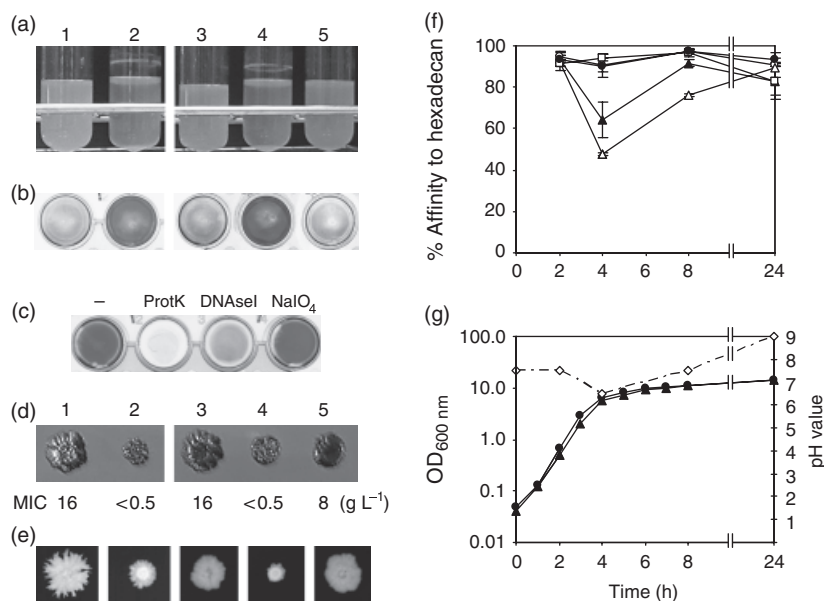 (a)
1 2 3 4 5
(b)
(c)
– ProtK DNAseI NaIO4
(d)
1 2 3 4 5
MIC 16 <0.5 16 <0.5 8 (g L–1)
(e)
(f)
% Affinity to hexadecan
100
80
60
40
20
0
0 2 4 6 8 24
(g)
OD600 nm
100.0
10.0
1.0
0.1
0.01
9
8
7
6
5
4
3
2
1
pH value
0 2 4 6 8 24
Time (h)